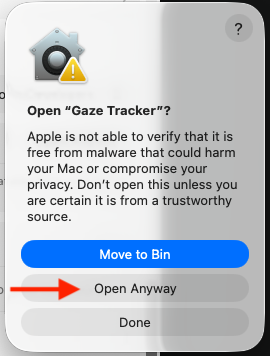 ?
Open “Gaze Tracker”?
Apple is not able to verify that it is
free from malware that could harm
your Mac or compromise your
privacy. Don’t open this unless you
are certain it is from a trustworthy
source.
Move to Bin
Open Anyway
Done